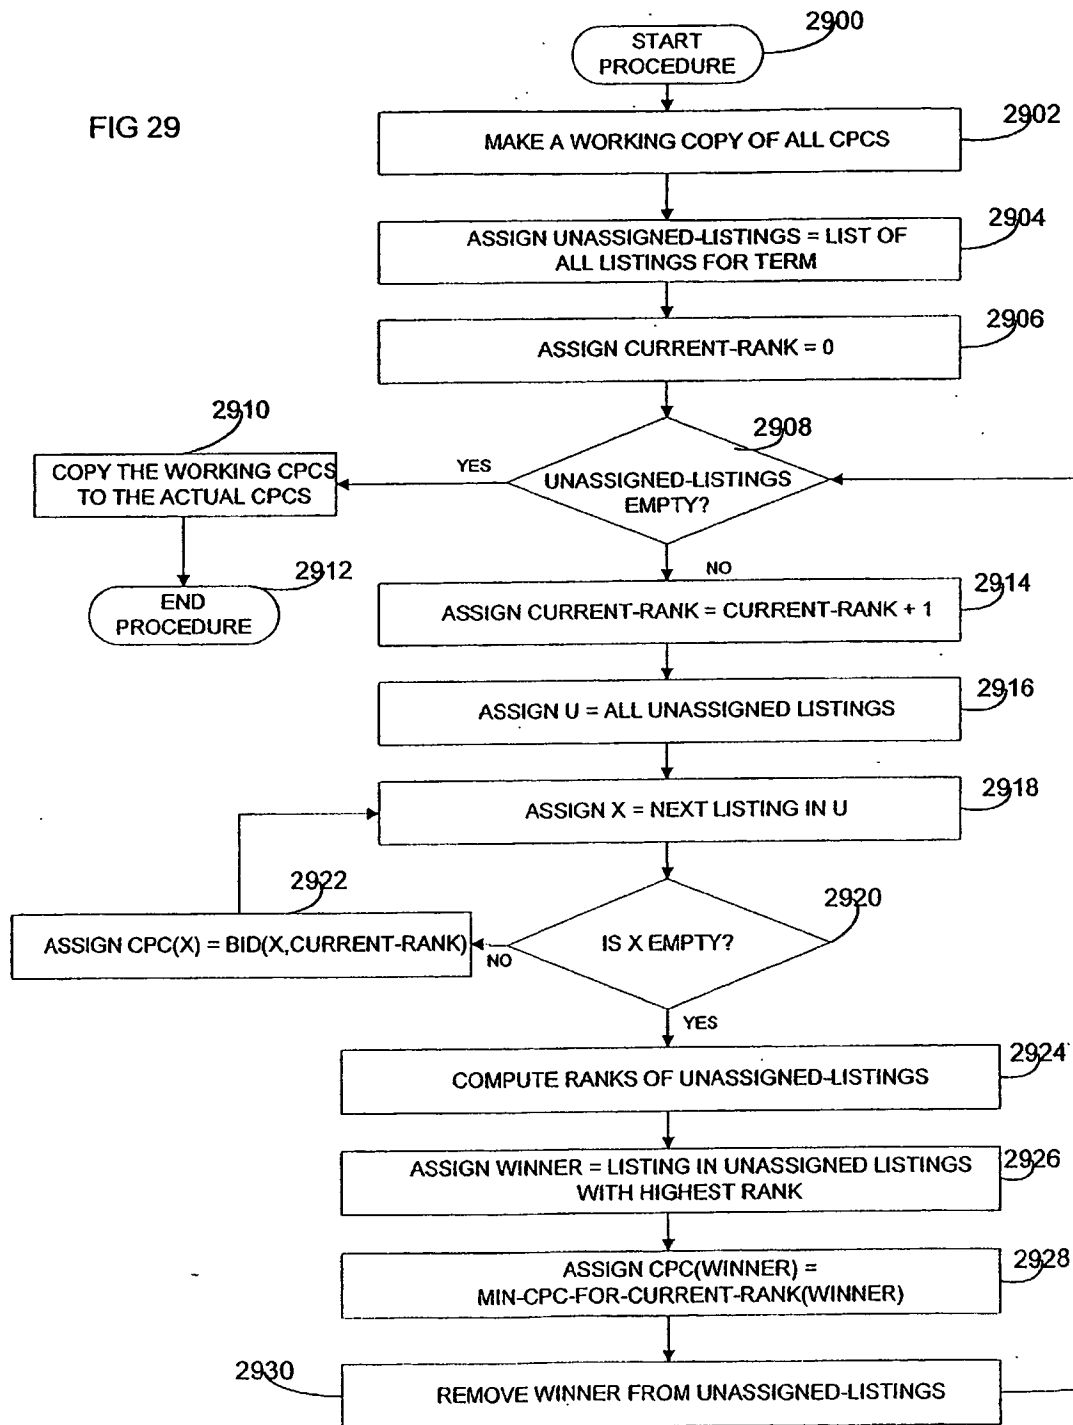 2900
START
PROCEDURE
FIG 29
2902
MAKE A WORKING COPY OF ALL CPCS
2904
ASSIGN UNASSIGNED-LISTINGS = LIST OF
ALL LISTINGS FOR TERM
2906
ASSIGN CURRENT-RANK = 0
2910
2908
COPY THE WORKING CPCS
TO THE ACTUAL CPCS
YES
UNASSIGNED-LISTINGS
EMPTY?
2912
END
PROCEDURE
NO
2914
ASSIGN CURRENT-RANK = CURRENT-RANK + 1
2916
ASSIGN U = ALL UNASSIGNED LISTINGS
2918
ASSIGN X = NEXT LISTING IN U
2922
2920
ASSIGN CPC(X) = BID(X,CURRENT-RANK)
NO
IS X EMPTY?
YES
2924
COMPUTE RANKS OF UNASSIGNED-LISTINGS
2926
ASSIGN WINNER = LISTING IN UNASSIGNED LISTINGS
WITH HIGHEST RANK
2928
ASSIGN CPC(WINNER) =
MIN-CPC-FOR-CURRENT-RANK(WINNER)
2930
REMOVE WINNER FROM UNASSIGNED-LISTINGS